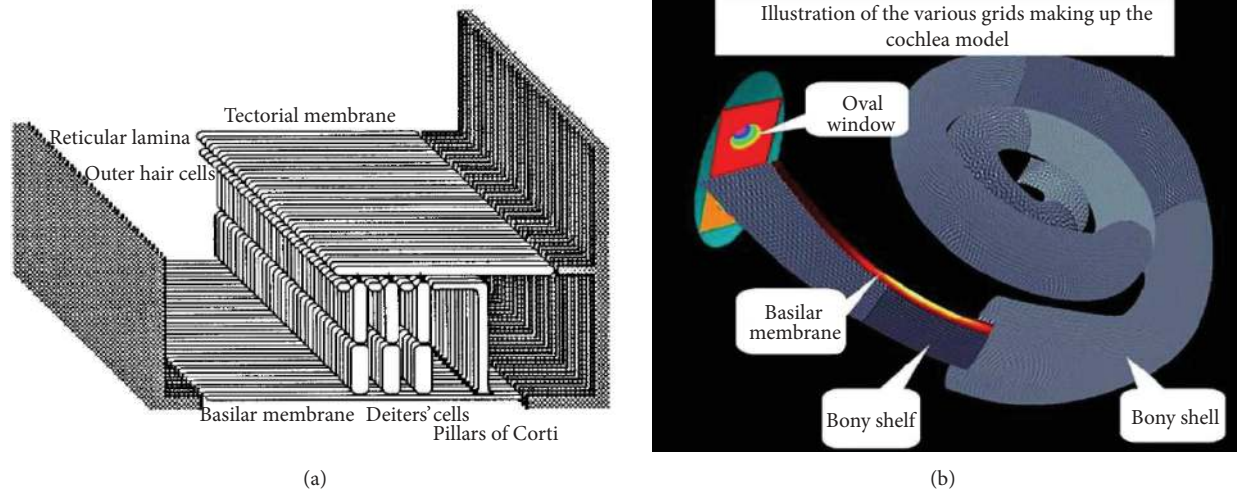 Tectorial membrane
Reticular lamina
Outer hair cells
Basilar membrane
Deiters' cells
Pillars of Corti
(a)
Illustration of the various grids making up the
cochlea model
Oval
window
Basilar
membrane
Bony shelf
Bony shell
(b)